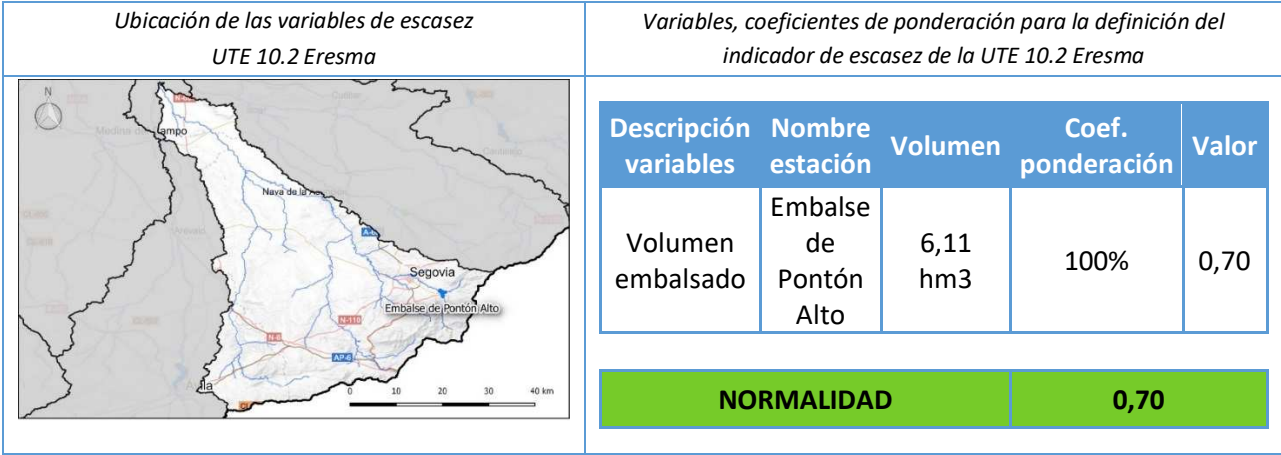 Ubicación de las variables de escasez
UTE 10.2 Eresma
Variables, coeficientes de ponderación para la definición del
indicador de escasez de la UTE 10.2 Eresma
N
Medina de
ampo
Nava de la
Arevalo
A-6
Segovia
Embalse de Pontón Alto
N-110
N-6
AP-6
Ávila
0 10 20 30 40 km
Descripción variables
Nombre estación
Volumen
Coef. ponderación
Valor
Volumen embalsado
Embalse de Pontón Alto
6,11 hm3
100%
0,70
NORMALIDAD
0,70